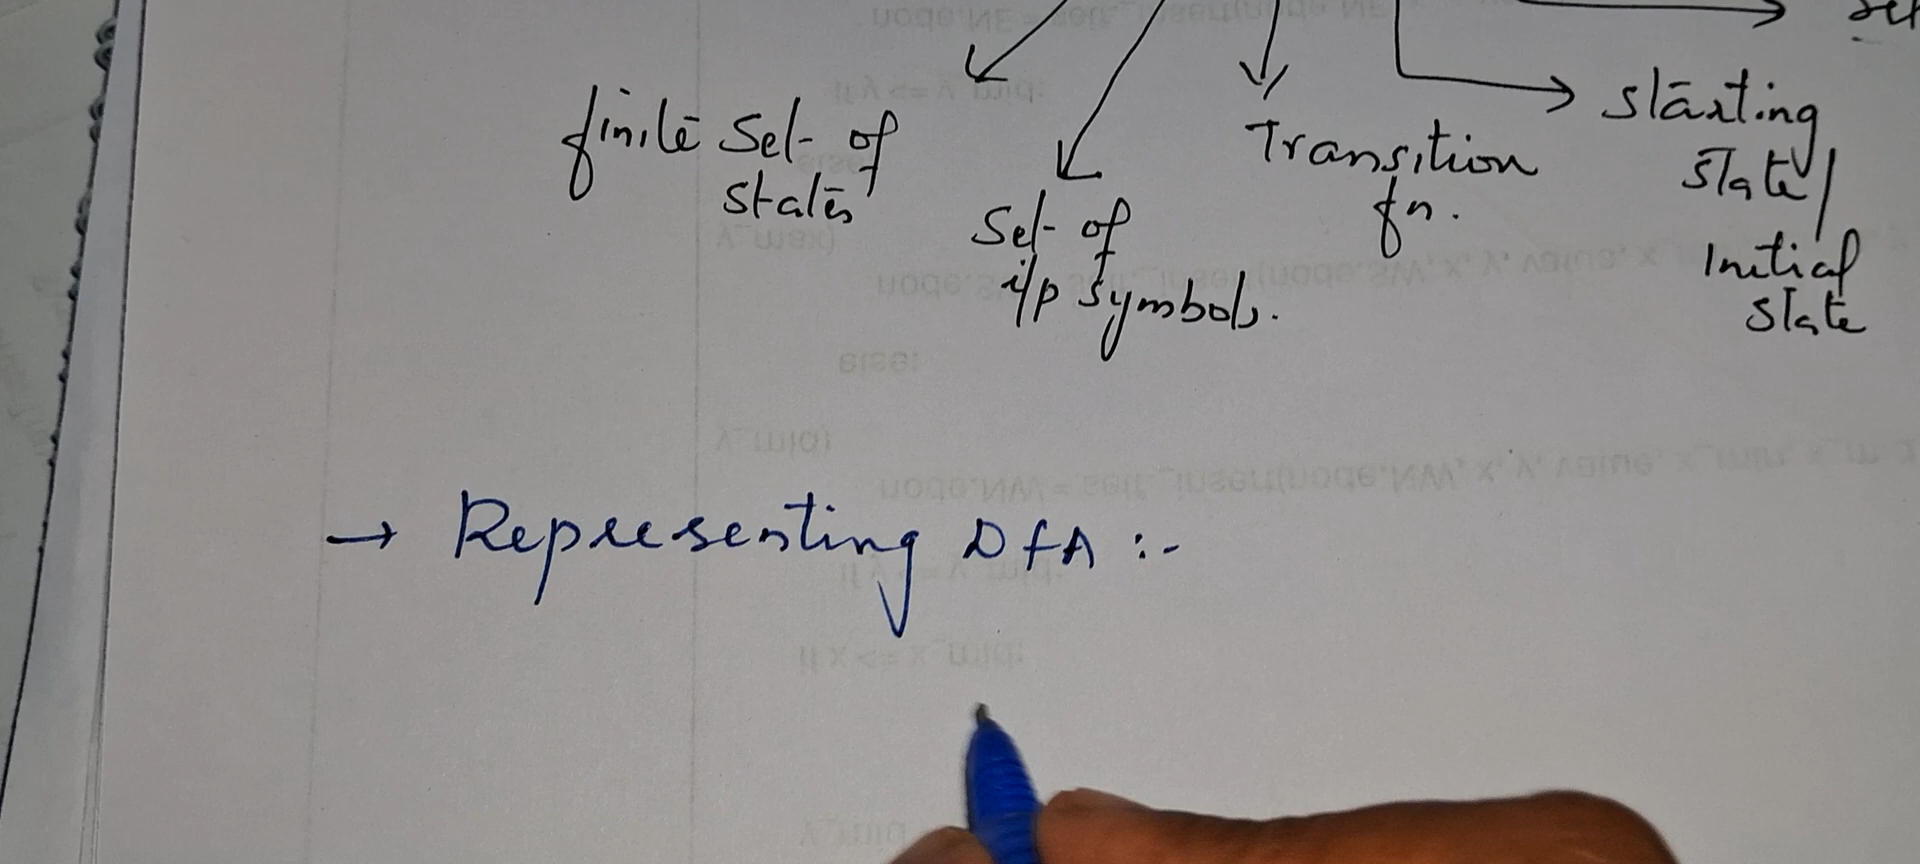 finite set of
states
Set of
i/p symbols.
Transition
fn.
starting
state/
Initial
state
→ Representing DFA :-